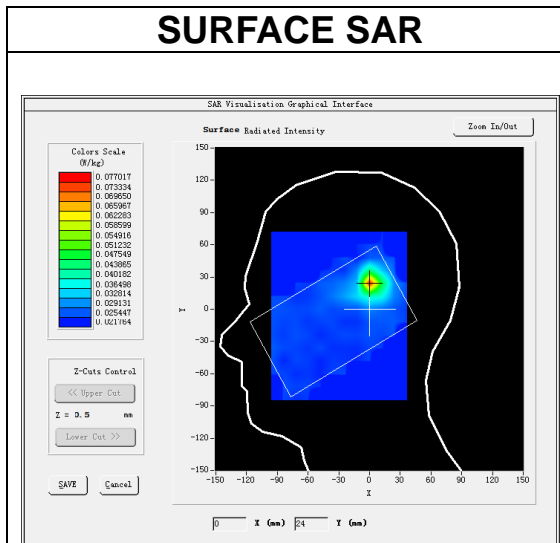 SURFACE SAR
SAR Visualisation Graphical Interface
Surface Radiated Intensity
Zoom In/Out
Colors Scale
(W/kg)
0.077017
0.073334
0.069650
0.065967
0.062283
0.058599
0.054916
0.051232
0.047549
0.043865
0.040182
0.036498
0.032814
0.029131
0.025447
0.021764
150
120
90
60
30
0
-30
-60
-90
-120
-150
Y
-150 -120 -90 -60 -30 0 30 60 90 120 150
X
Z-Cuts Control
<< Upper Cut
Z = 0.5 mm
Lower Cut >>
SAVE Cancel
0 X (mm) 24 Y (mm)